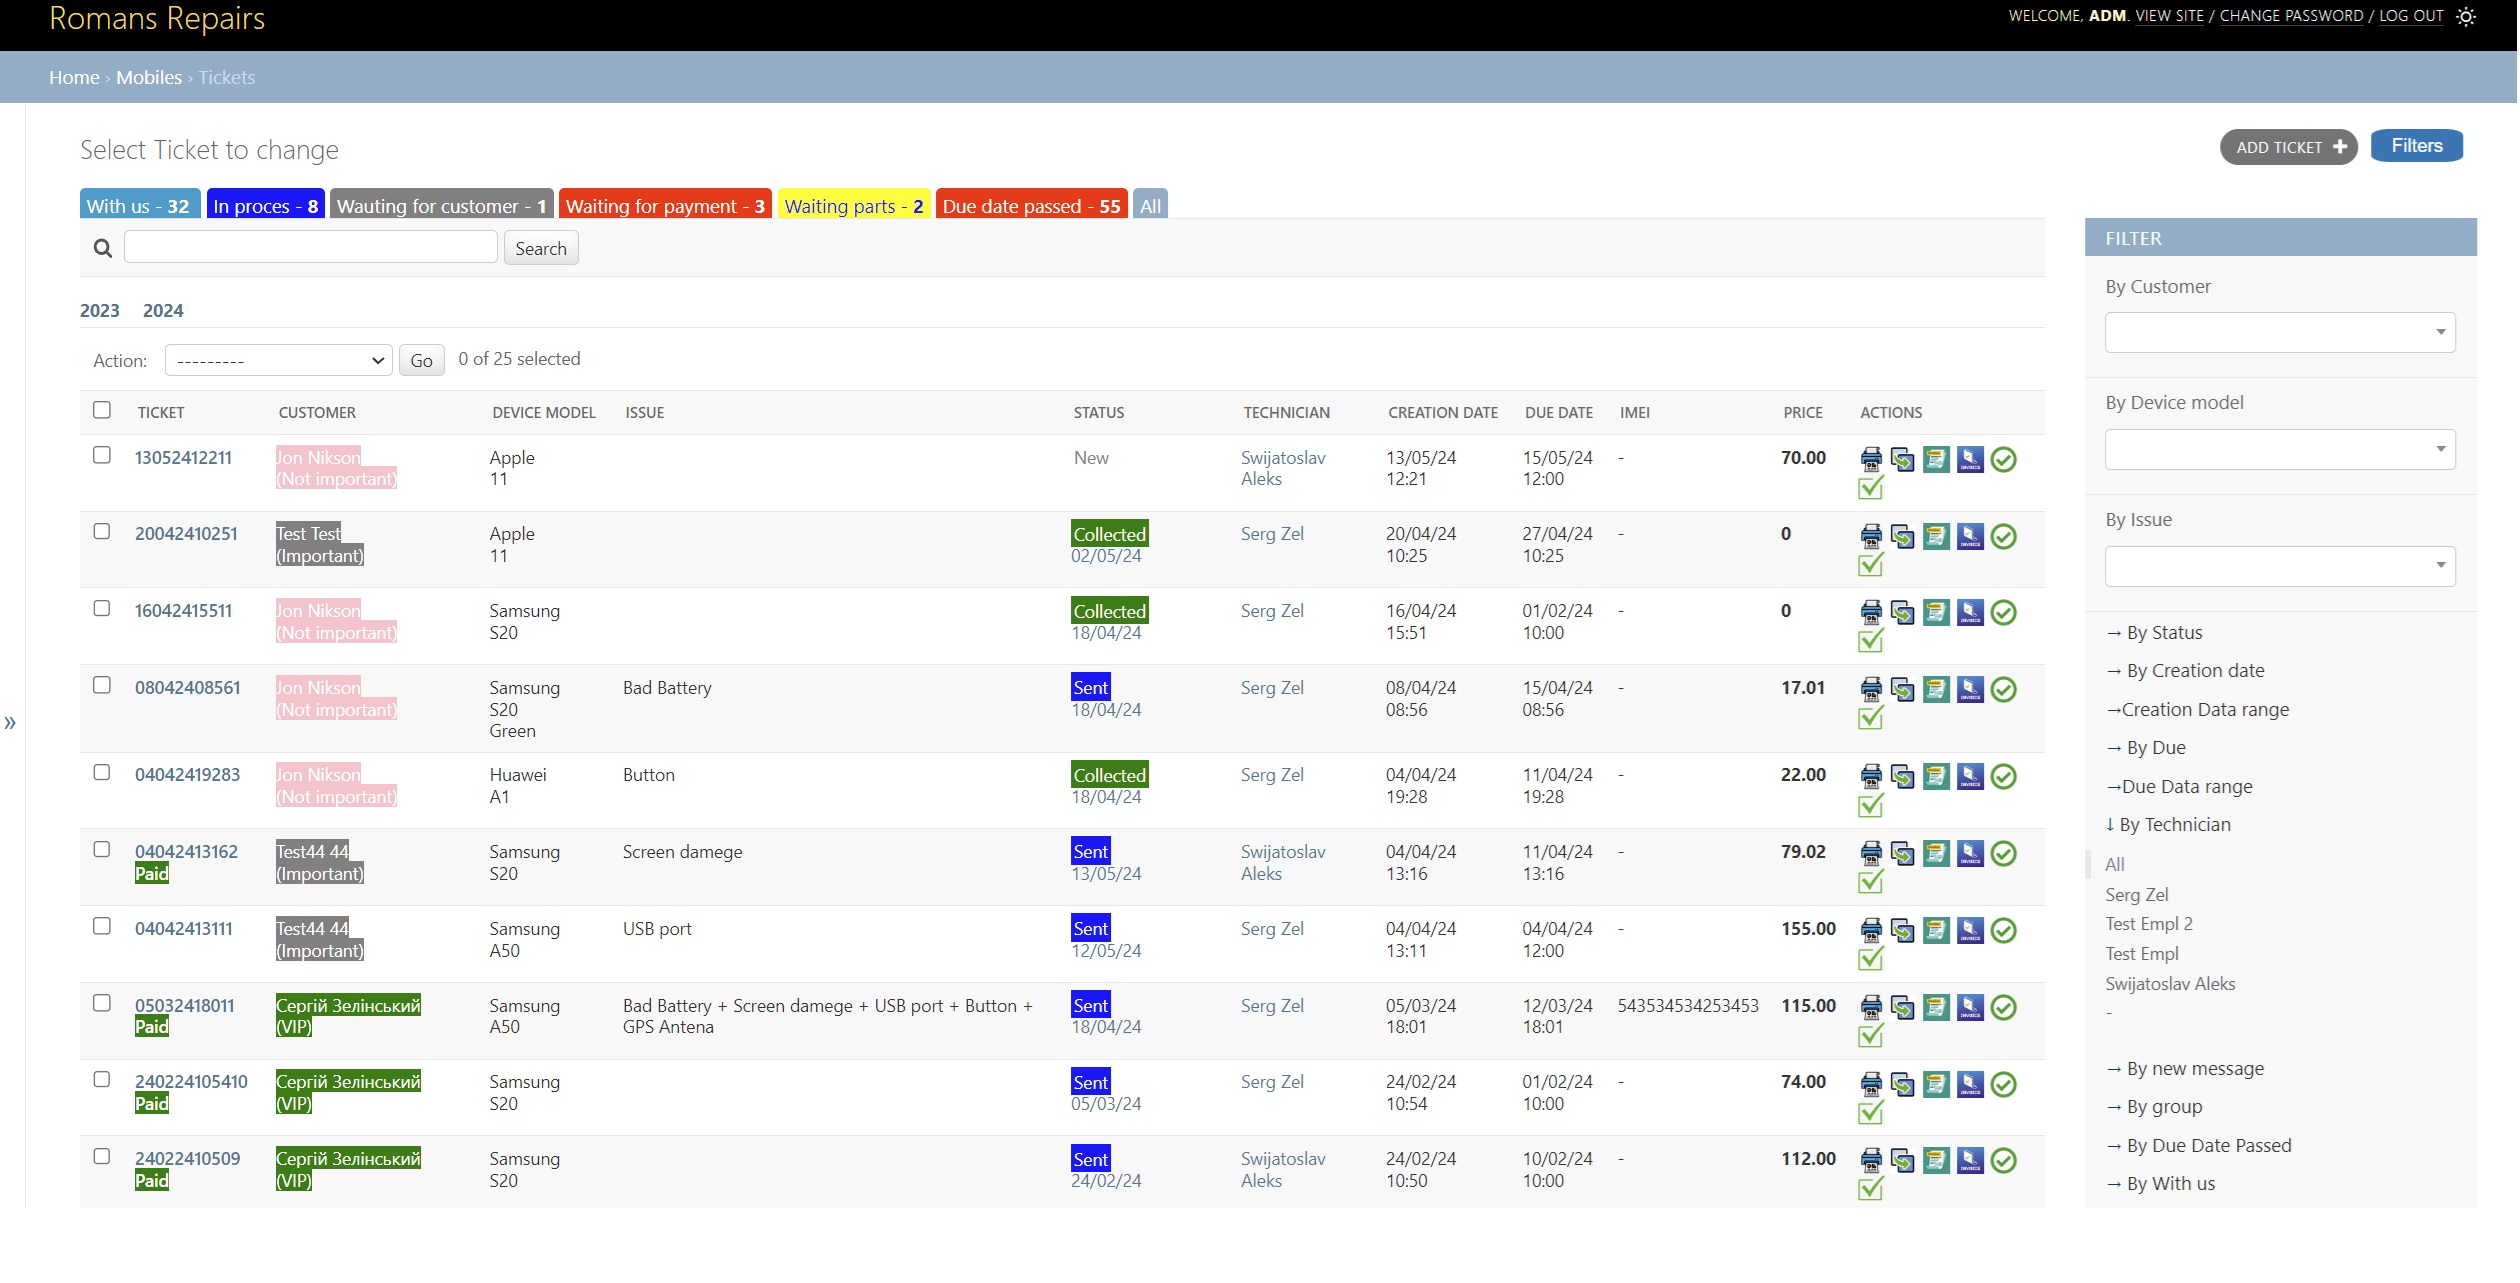 Romans Repairs
WELCOME, ADM. VIEW SITE / CHANGE PASSWORD / LOG OUT
Home › Mobiles › Tickets
Select Ticket to change
ADD TICKET +
Filters
With us - 32
In proces - 8
Wauting for customer - 1
Waiting for payment - 3
Waiting parts - 2
Due date passed - 55
All
Search
2023 2024
Action: --------- Go 0 of 25 selected
TICKET CUSTOMER DEVICE MODEL ISSUE STATUS TECHNICIAN CREATION DATE DUE DATE IMEI PRICE ACTIONS
13052412211 Jon Nikson Apple New Swijatoslav 13/05/24 15/05/24 - 70.00
(Not important) 11 Aleks 12:21 12:00
20042410251 Test Test Apple Collected Serg Zel 20/04/24 27/04/24 - 0
(Important) 11 02/05/24 10:25 10:25
16042415511 Jon Nikson Samsung Collected Serg Zel 16/04/24 01/02/24 - 0
(Not important) S20 18/04/24 15:51 10:00
08042408561 Jon Nikson Samsung Bad Battery Sent Serg Zel 08/04/24 15/04/24 - 17.01
(Not important) S20 18/04/24 08:56 08:56
Green
04042419283 Jon Nikson Huawei Button Collected Serg Zel 04/04/24 11/04/24 - 22.00
(Not important) A1 18/04/24 19:28 19:28
04042413162 Test44 44 Samsung Screen damege Sent Swijatoslav 04/04/24 11/04/24 - 79.02
Paid (Important) S20 13/05/24 Aleks 13:16 13:16
04042413111 Test44 44 Samsung USB port Sent Serg Zel 04/04/24 04/04/24 - 155.00
(Important) A50 12/05/24 13:11 12:00
05032418011 Сергій Зелінський Samsung Bad Battery + Screen damege + USB port + Button + Sent Serg Zel 05/03/24 12/03/24 543534534253453 115.00
Paid (VIP) A50 GPS Antena 18/04/24 18:01 18:01
240224105410 Сергій Зелінський Samsung Sent Serg Zel 24/02/24 01/02/24 - 74.00
Paid (VIP) S20 05/03/24 10:54 10:00
24022410509 Сергій Зелінський Samsung Sent Swijatoslav 24/02/24 10/02/24 - 112.00
Paid (VIP) S20 24/02/24 Aleks 10:50 10:00
INVOICE
INVOICE
INVOICE
INVOICE
INVOICE
INVOICE
INVOICE
INVOICE
INVOICE
INVOICE
»
FILTER
By Customer
By Device model
By Issue
→ By Status
→ By Creation date
→Creation Data range
→ By Due
→Due Data range
↓ By Technician
All
Serg Zel
Test Empl 2
Test Empl
Swijatoslav Aleks
-
→ By new message
→ By group
→ By Due Date Passed
→ By With us